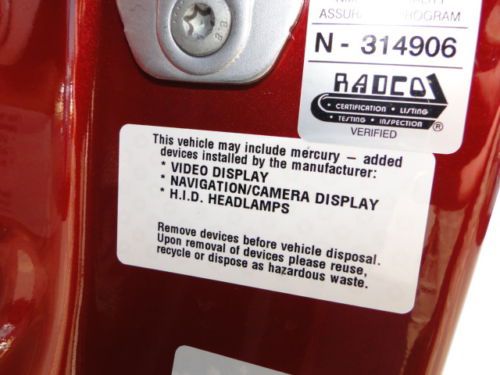 ASSURANCE PROGRAM
N - 314906
RADCO
CERTIFICATION • LISTING
TESTING • INSPECTION
®
VERIFIED
This vehicle may include mercury – added
devices installed by the manufacturer:
* VIDEO DISPLAY
* NAVIGATION/CAMERA DISPLAY
* H.I.D. HEADLAMPS
Remove devices before vehicle disposal.
Upon removal of devices please reuse,
recycle or dispose as hazardous waste.